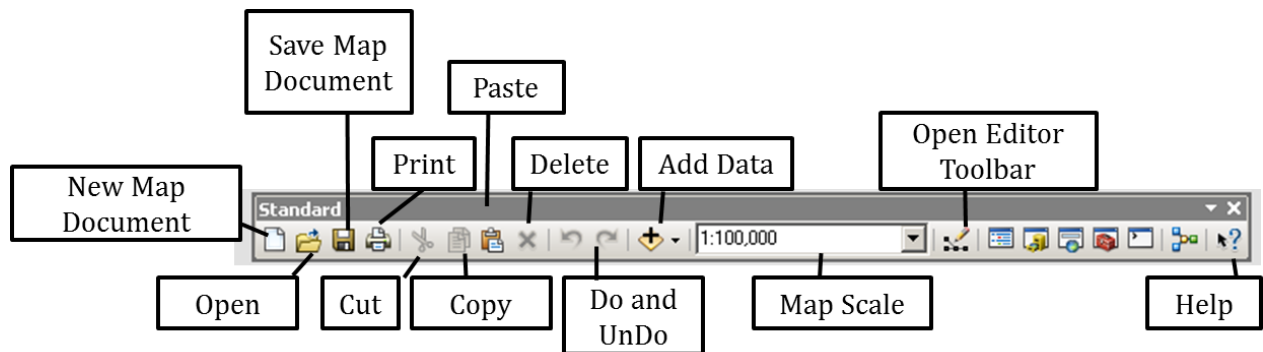 Save Map
Document
Paste
Open Editor
Toolbar
Print
Delete
Add Data
New Map
Document
Standard
1:100,000
?
Open
Cut
Copy
Do and
UnDo
Map Scale
Help